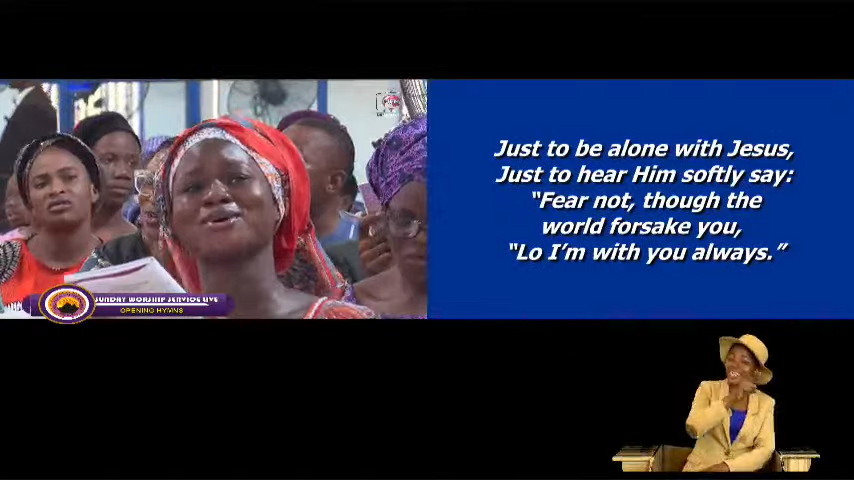 Just to be alone with Jesus,
Just to hear Him softly say:
"Fear not, though the
world forsake you,
"Lo I'm with you always."
SUNDAY WORSHIP SERVICE LIVE
OPENING HYMNS